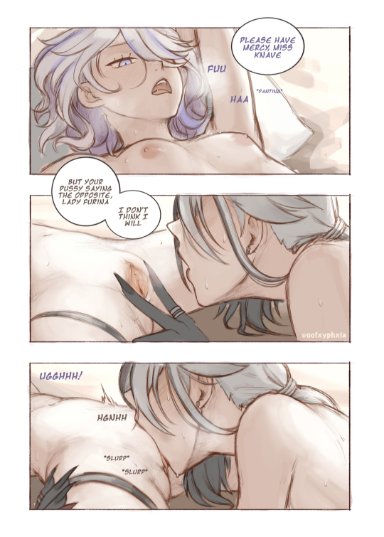 PLEASE HAVE
MERCY, MISS
KNAVE
FUU
HAA
*PANTING*
BUT YOUR
PUSSY SAYING
THE OPPOSITE,
LADY FURINA
I DON'T
THINK I
WILL
woofxyphxia
UGGHHH!
HGNHH
*SLURP*
*SLURP*